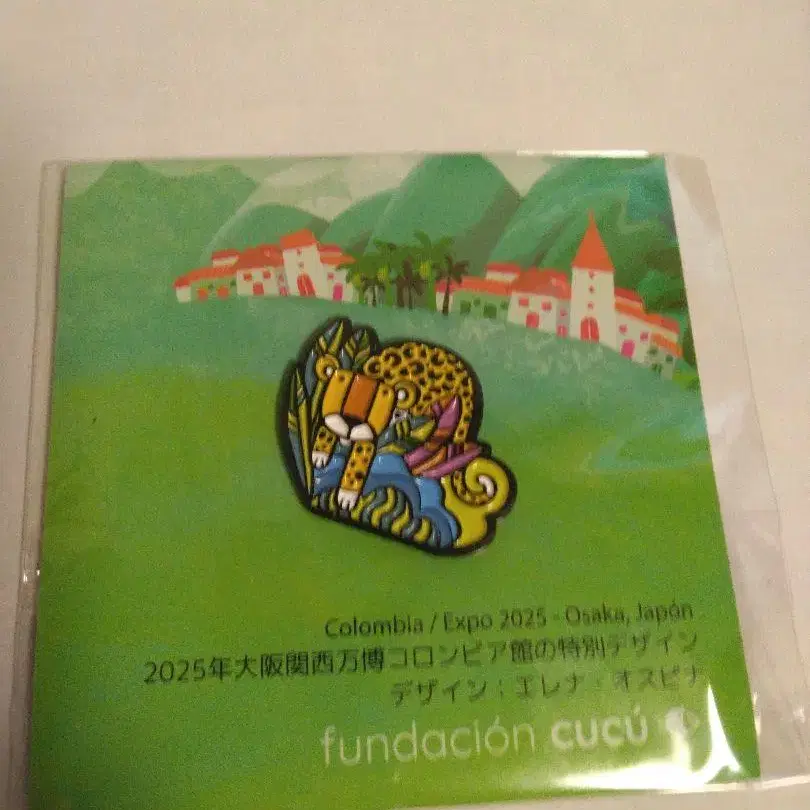 Colombia / Expo 2025 - Osaka, Japón
2025年大阪関西万博コロンビア館の特別デザイン
デザイン：エレナ・オスピナ
fundación cucú